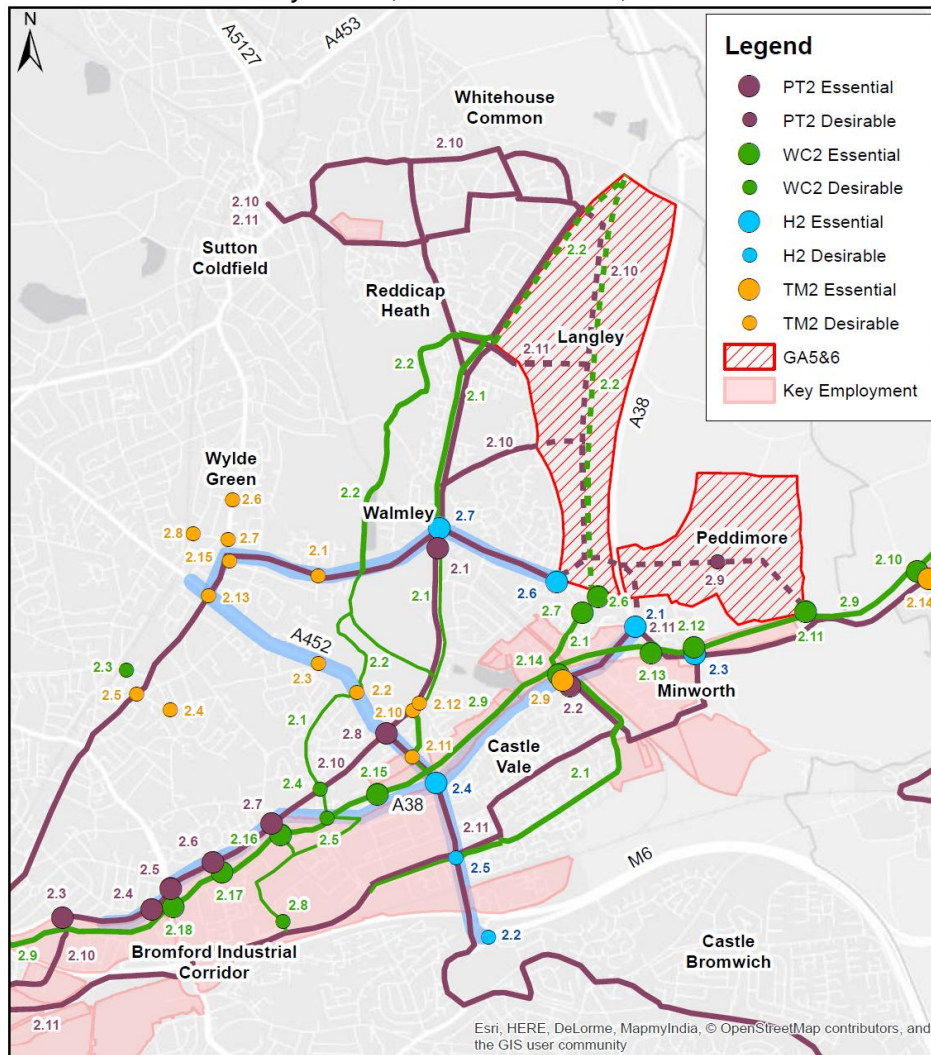 N
A5127
A453
Whitehouse
Common
2.10
2.10
2.10
2.11
Sutton
Coldfield
2.2
2.10
Reddicap
Heath
Langley
2.11
2.2
2.1
2.2
A38
2.10
Wylde
Green
2.6
2.2
Walmley
2.7
2.8
2.7
2.15
2.1
2.1
Peddimore
2.9
2.10
2.14
2.13
2.6
2.7
2.6
2.1
2.1
2.11
2.12
2.9
2.11
A452
2.1
2.3
2.2
2.3
2.14
2.13
2.3
Minworth
2.5
2.4
2.2
2.10
2.12
2.9
2.9
2.2
2.1
2.8
2.11
Castle
Vale
2.1
2.10
2.15
2.4
A38
2.4
2.7
2.16
2.5
2.11
2.6
2.5
2.5
M6
2.4
2.17
2.3
2.18
2.8
2.2
2.9
2.10
Bromford Industrial
Corridor
Castle
Bromwich
2.11
Legend
PT2 Essential
PT2 Desirable
WC2 Essential
WC2 Desirable
H2 Essential
H2 Desirable
TM2 Essential
TM2 Desirable
GA5&6
Key Employment
Esri, HERE, DeLorme, MapmyIndia, © OpenStreetMap contributors, and
the GIS user community